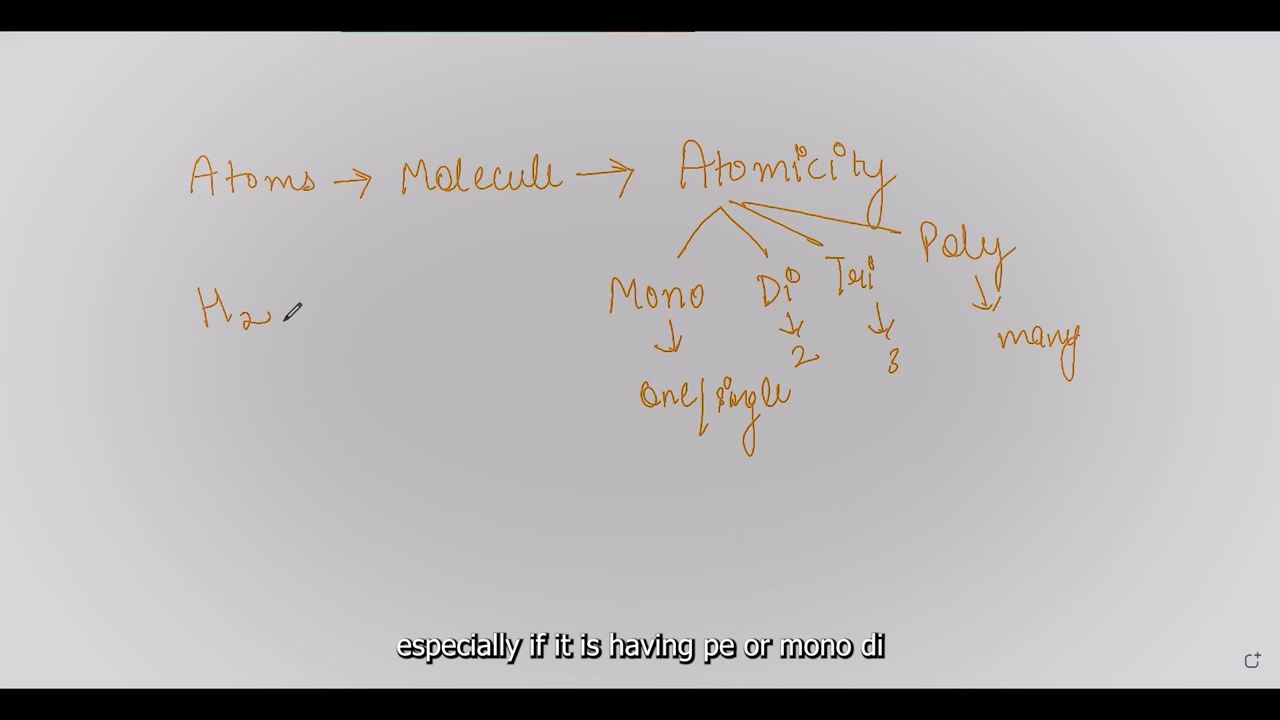 Atoms → Molecule → Atomicity
Poly
Mono Di Tri
H2
many
2 3
One/single
especially if it is having pe or mono di